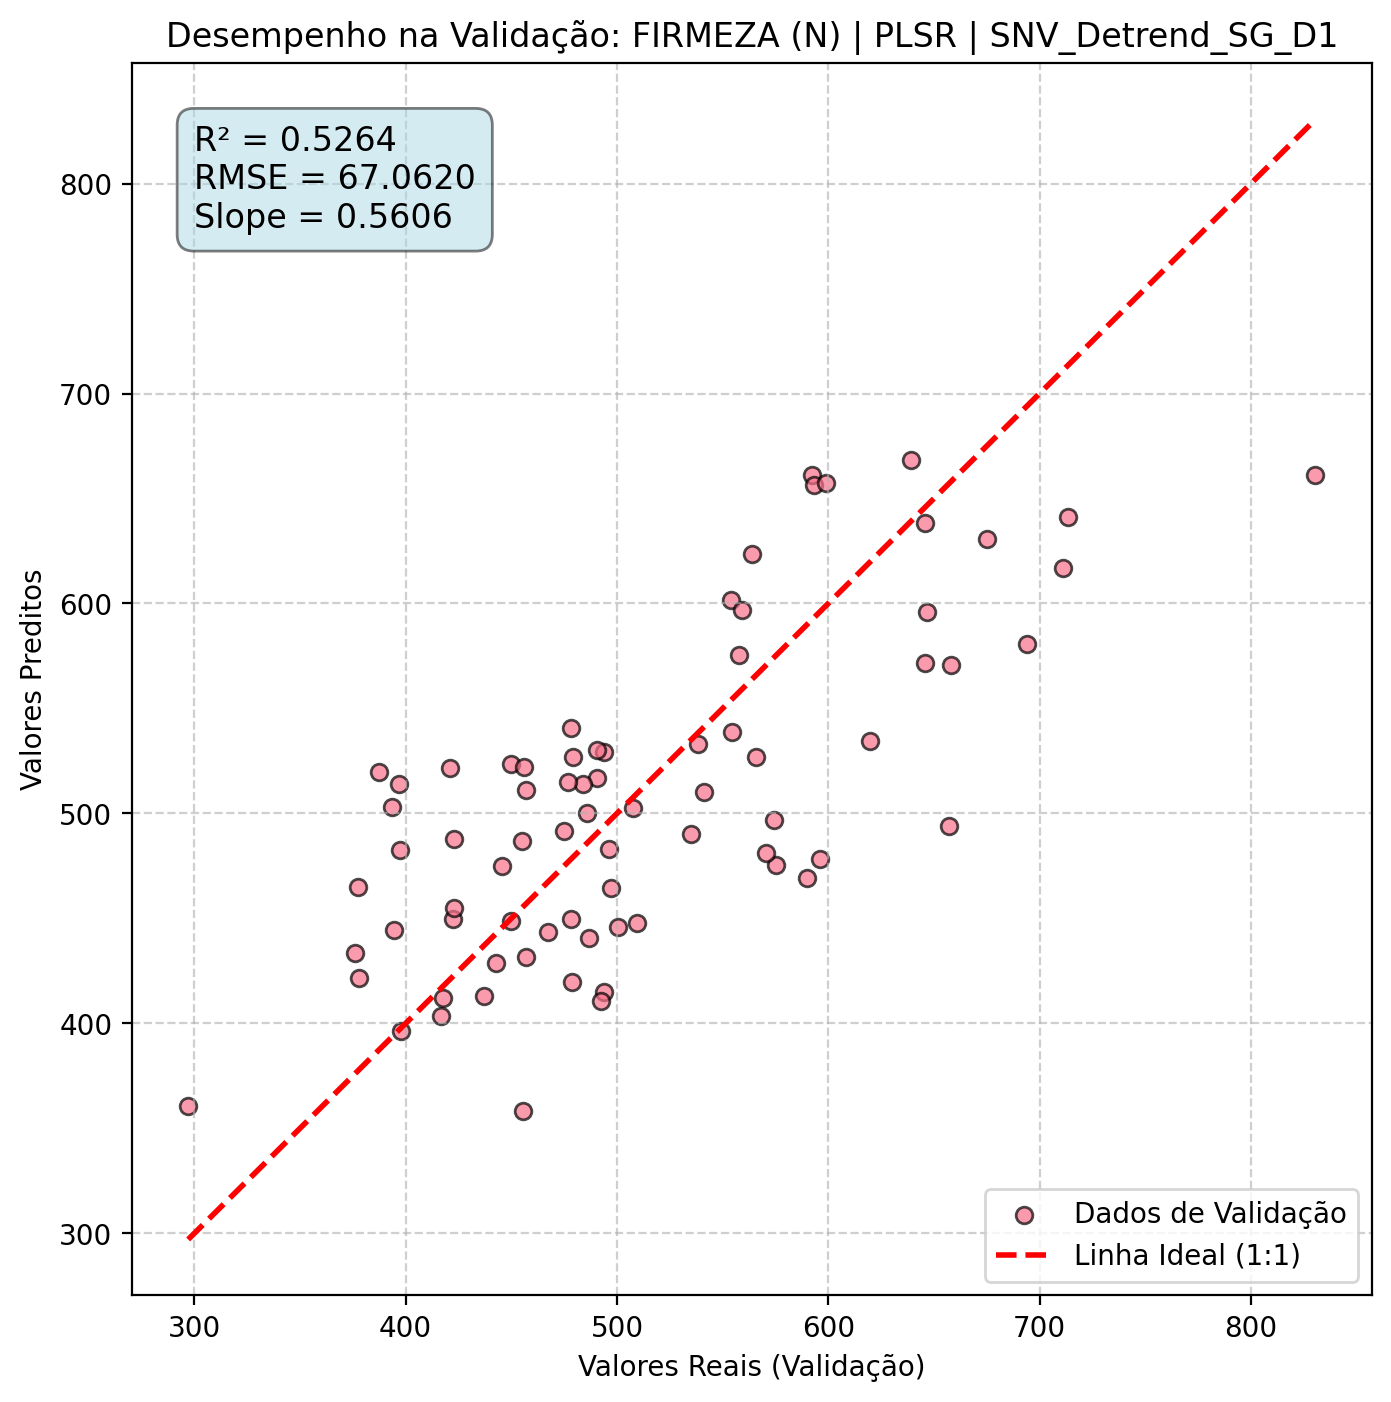 Desempenho na Validação: FIRMEZA (N) | PLSR | SNV_Detrend_SG_D1
R² = 0.5264
RMSE = 67.0620
Slope = 0.5606
800
700
600
500
400
300
Valores Preditos
Dados de Validação
Linha Ideal (1:1)
300 400 500 600 700 800
Valores Reais (Validação)